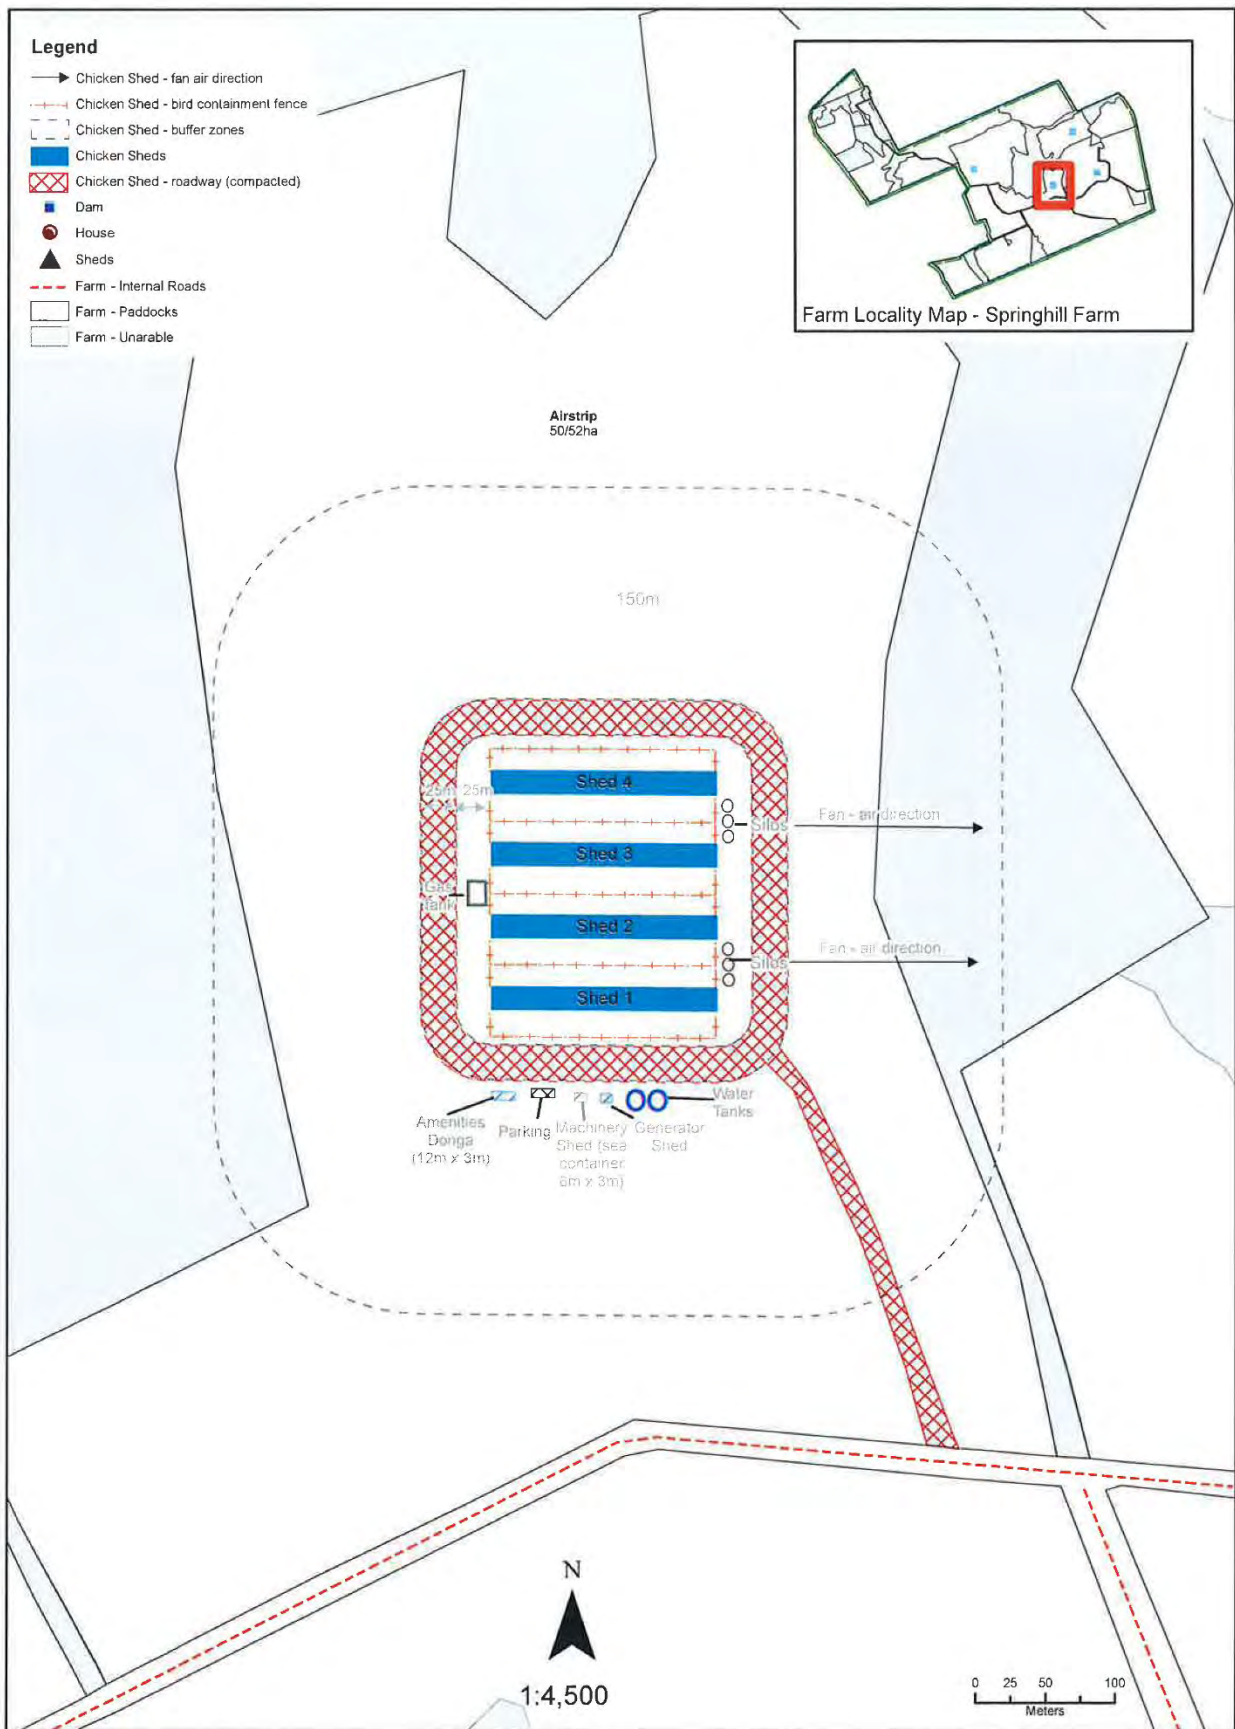 Legend
Chicken Shed - fan air direction
Chicken Shed - bird containment fence
Chicken Shed - buffer zones
Chicken Sheds
Chicken Shed - roadway (compacted)
Dam
House
Sheds
Farm - Internal Roads
Farm - Paddocks
Farm - Unarable
Farm Locality Map - Springhill Farm
Airstrip
50/52ha
150m
Shed 4
25m 25m
Silos
Fan - air direction
Shed 3
Gas
tank
Shed 2
Fan - air direction
Silos
Shed 1
Amenities
Donga
(12m x 3m)
Parking
Machinery
Shed (sea
container
6m x 3m)
Generator
Shed
Water
Tanks
N
1:4,500
0 25 50 100
Meters